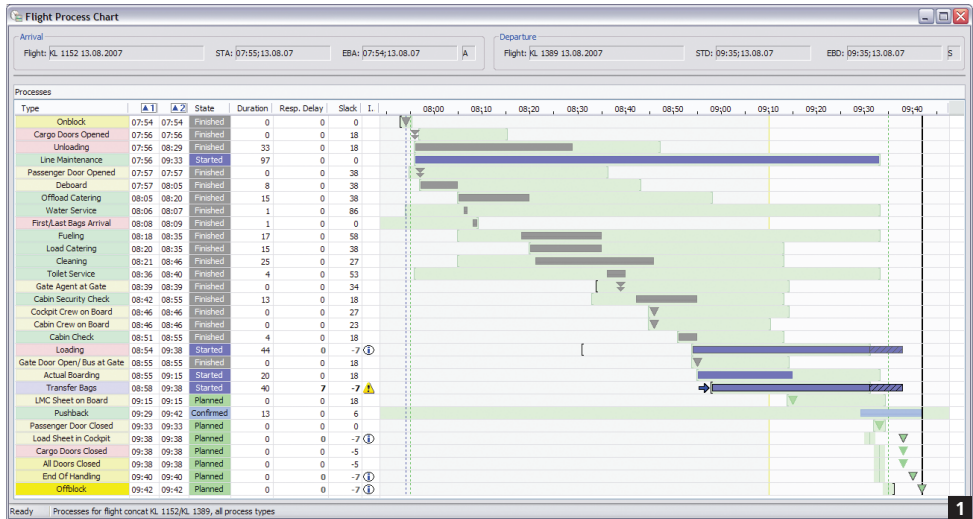 Flight Process Chart
Arrival
Flight: KL 1152 13.08.2007 STA: 07:55;13.08.07 EBA: 07:54;13.08.07 A
Departure
Flight: KL 1389 13.08.2007 STD: 09:35;13.08.07 EBD: 09:35;13.08.07 S
Processes
Type 1 2 State Duration Resp. Delay Slack I. 08:00 08:10 08:20 08:30 08:40 08:50 09:00 09:10 09:20 09:30 09:40
Onblock 07:54 07:54 Finished 0 0 0
Cargo Doors Opened 07:56 07:56 Finished 0 0 18
Unloading 07:56 08:29 Finished 33 0 18
Line Maintenance 07:56 09:33 Started 97 0 0
Passenger Door Opened 07:57 07:57 Finished 0 0 38
Deboard 07:57 08:05 Finished 8 0 38
Offload Catering 08:05 08:20 Finished 15 0 38
Water Service 08:06 08:07 Finished 1 0 86
First/Last Bags Arrival 08:08 08:09 Finished 1 0 0
Fueling 08:18 08:35 Finished 17 0 58
Load Catering 08:20 08:35 Finished 15 0 38
Cleaning 08:21 08:46 Finished 25 0 27
Toilet Service 08:36 08:40 Finished 4 0 53
Gate Agent at Gate 08:39 08:39 Finished 0 0 34
Cabin Security Check 08:42 08:55 Finished 13 0 18
Cockpit Crew on Board 08:46 08:46 Finished 0 0 27
Cabin Crew on Board 08:46 08:46 Finished 0 0 23
Cabin Check 08:51 08:55 Finished 4 0 18
Loading 08:54 09:38 Started 44 0 -7
Gate Door Open/ Bus at Gate 08:55 08:55 Finished 0 0 18
Actual Boarding 08:55 09:15 Started 20 0 18
Transfer Bags 08:58 09:38 Started 40 7 -7
LMC Sheet on Board 09:15 09:15 Planned 0 0 18
Pushback 09:29 09:42 Confirmed 13 0 6
Passenger Door Closed 09:33 09:33 Planned 0 0 0
Load Sheet in Cockpit 09:38 09:38 Planned 0 0 -7
Cargo Doors Closed 09:38 09:38 Planned 0 0 -5
All Doors Closed 09:38 09:38 Planned 0 0 -5
End Of Handling 09:40 09:40 Planned 0 0 -7
Offblock 09:42 09:42 Planned 0 0 -7
Ready Processes for flight concat KL 1152/KL 1389, all process types
1